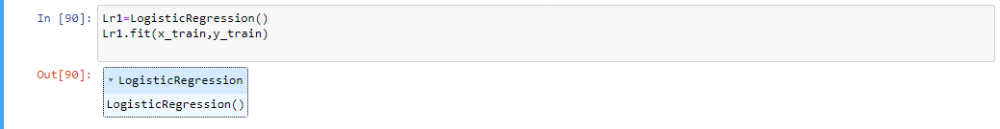 In [90]: Lr1=LogisticRegression()
Lr1.fit(x_train,y_train)
Out[90]: ▾ LogisticRegression
LogisticRegression()